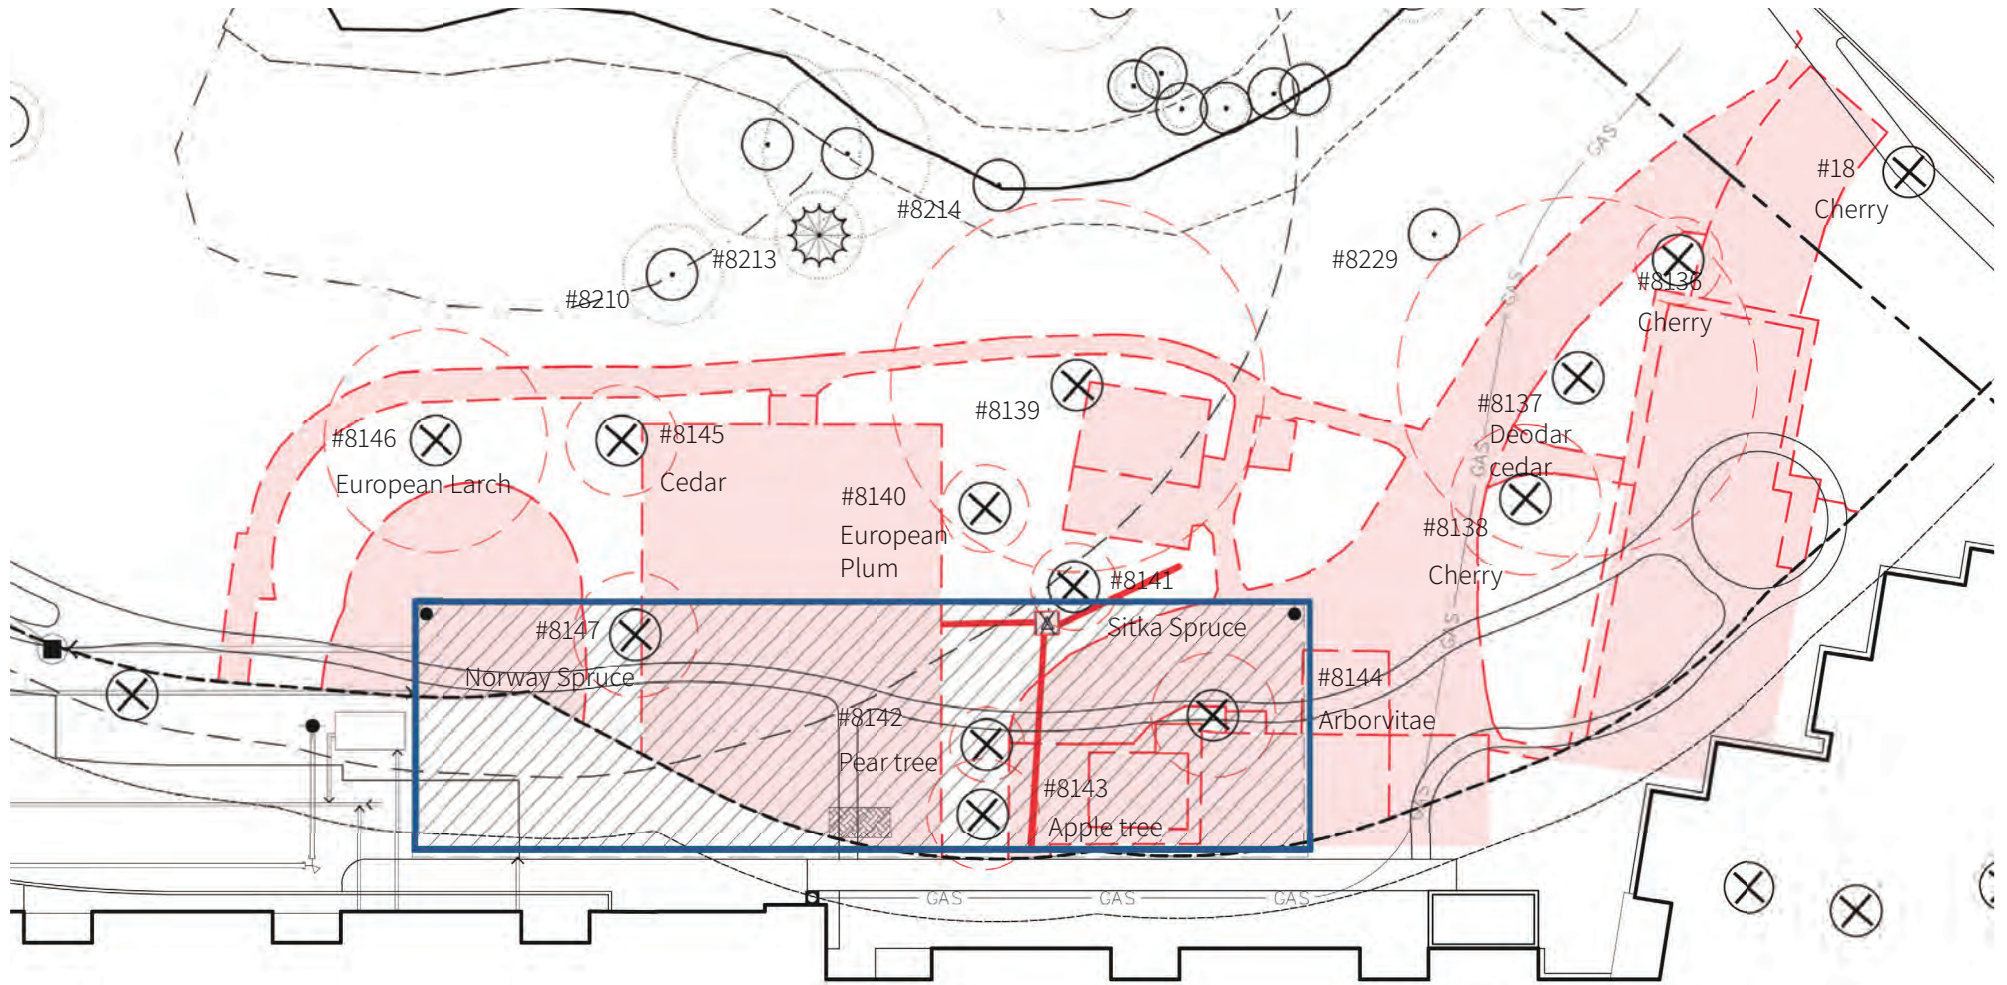 GAS
#18
Cherry
#8214
#8213
#8229
#8210
GAS
#8136
Cherry
#8139
#8137
Deodar
cedar
#8146
European Larch
#8145
Cedar
GAS
#8140
European
Plum
#8138
Cherry
#8141
Sitka Spruce
GAS
#8147
Norway Spruce
#8144
Arborvitae
#8142
Pear tree
#8143
Apple tree
GAS
GAS
GAS
GAS